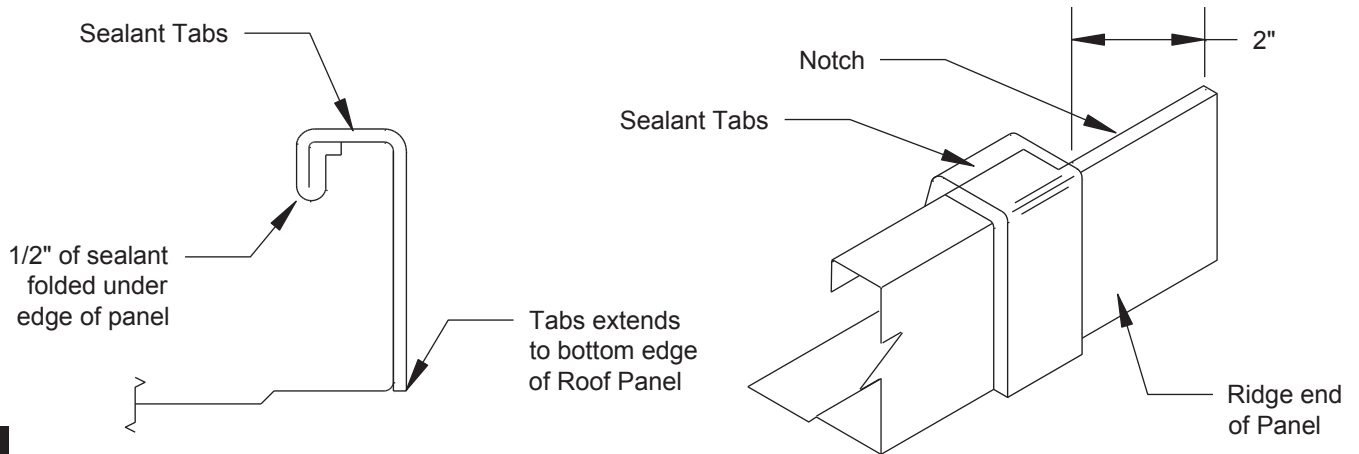 Sealant Tabs
1/2" of sealant
folded under
edge of panel
Tabs extends
to bottom edge
of Roof Panel
2"
Notch
Sealant Tabs
Ridge end
of Panel